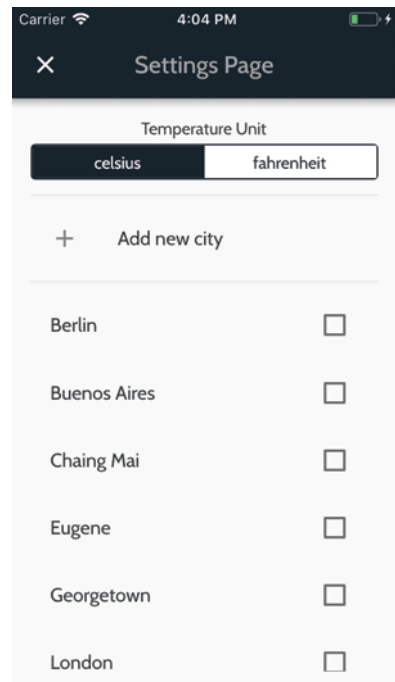 Carrier 4:04 PM
Settings Page
Temperature Unit
celsius fahrenheit
Add new city
Berlin
Buenos Aires
Chaing Mai
Eugene
Georgetown
London